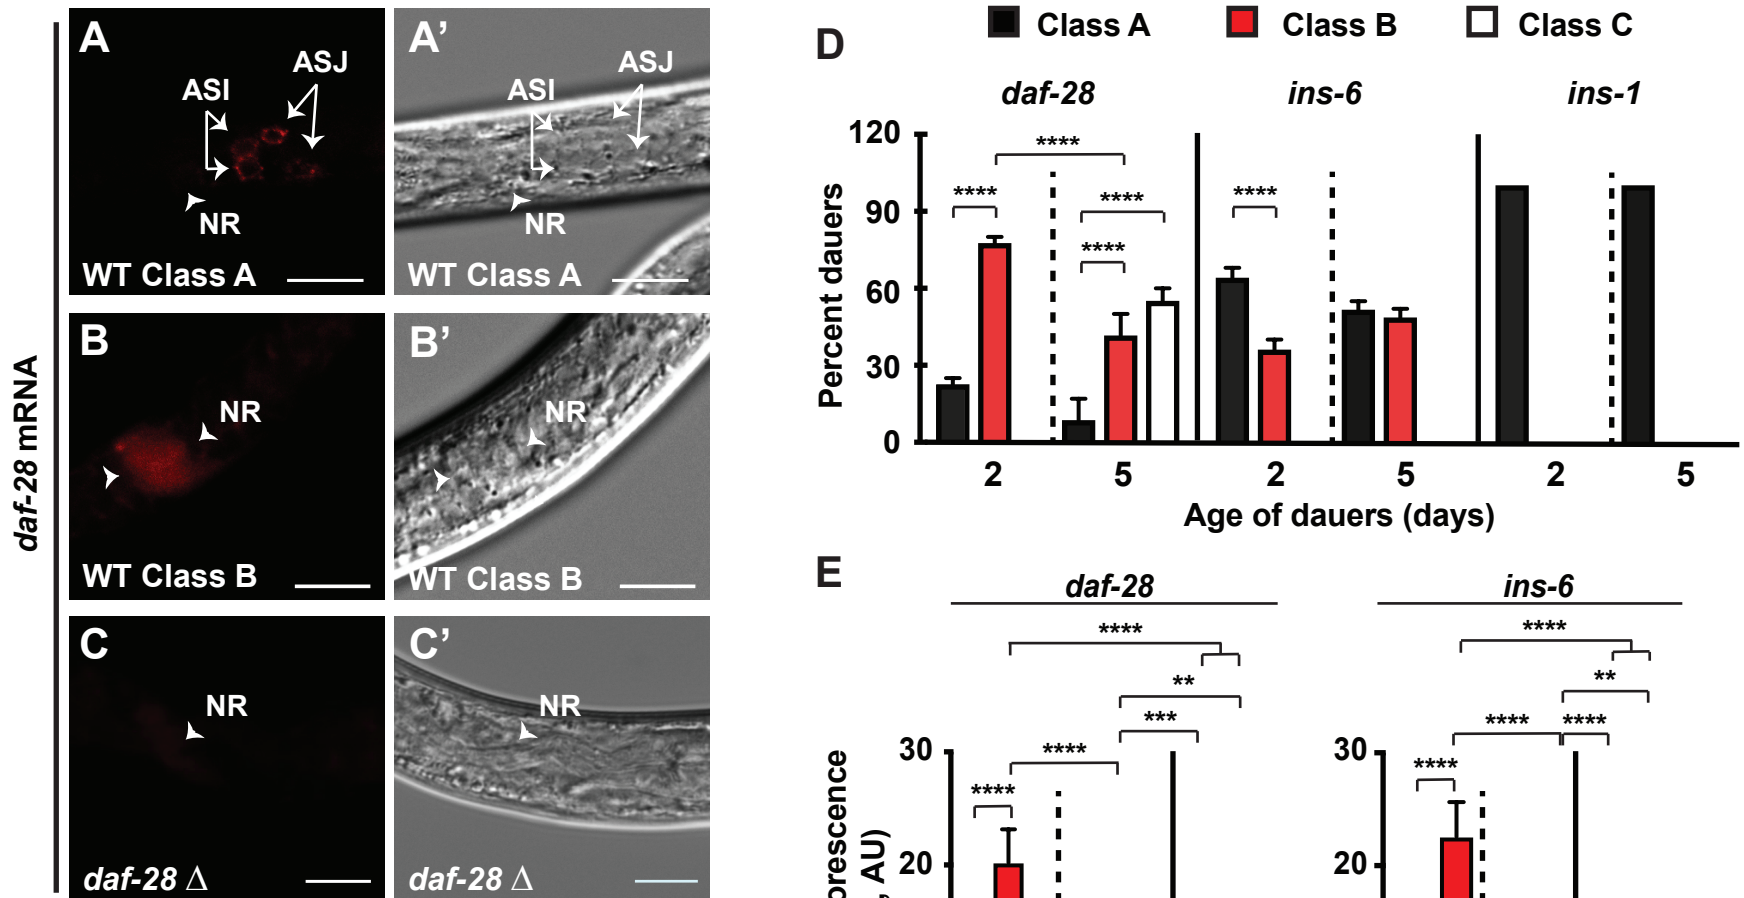 daf-28 mRNA
A
ASI
ASJ
NR
WT Class A
A’
ASI
ASJ
NR
WT Class A
B
NR
WT Class B
B’
NR
WT Class B
C
NR
daf-28 Δ
C’
NR
daf-28 Δ
D
Class A
Class B
Class C
daf-28
ins-6
ins-1
Percent dauers
120
90
60
30
0
****
****
****
****
****
2
5
2
5
2
5
Age of dauers (days)
E
daf-28
ins-6
****
**
***
****
****
30
20
****
**
****
****
****
30
20
AU)